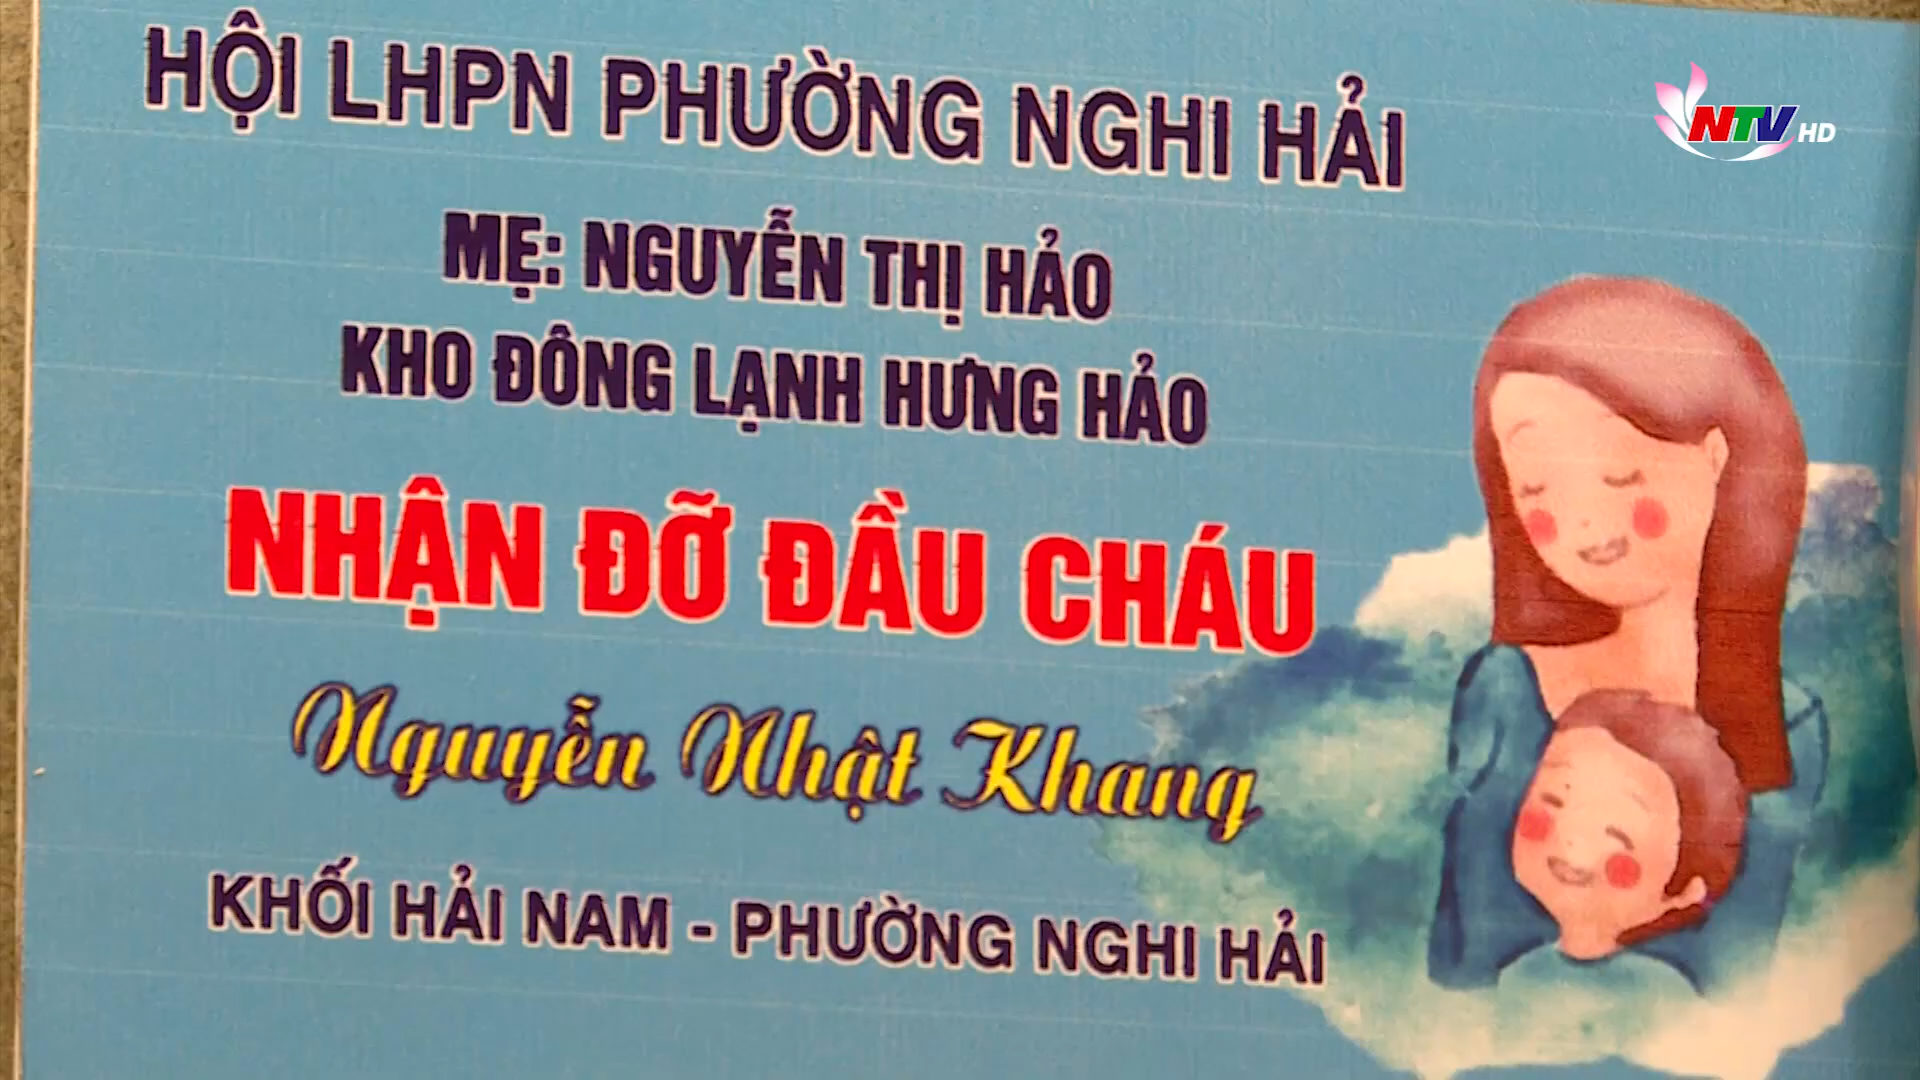 HỘI LHPN PHƯỜNG NGHI HẢI
NTV HD
MẸ: NGUYỄN THỊ HẢO
KHO ĐÔNG LẠNH HƯNG HẢO
NHẬN ĐỠ ĐẦU CHÁU
Nguyễn Nhật Khang
KHỐI HẢI NAM - PHƯỜNG NGHI HẢI